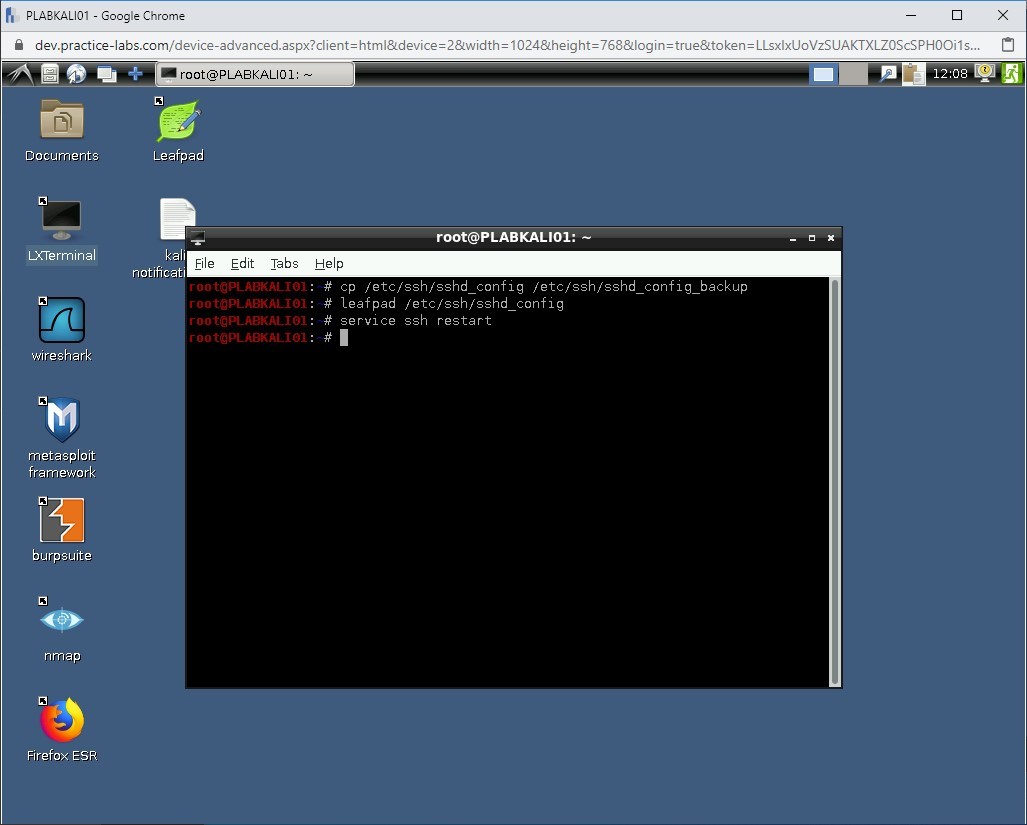 PLABKALI01 - Google Chrome
dev.practice-labs.com/device-advanced.aspx?client=html&device=2&width=1024&height=768&login=true&token=LLsxlxUoVzSUAKTXLZ0ScSPH0Oi1s...
root@PLABKALI01: ~
12:08
Documents
Leafpad
LXTerminal
kali
notificati
root@PLABKALI01: ~
File Edit Tabs Help
root@PLABKALI01:~# cp /etc/ssh/sshd_config /etc/ssh/sshd_config_backup
root@PLABKALI01:~# leafpad /etc/ssh/sshd_config
root@PLABKALI01:~# service ssh restart
root@PLABKALI01:~#
wireshark
metasploit
framework
burpsuite
nmap
Firefox ESR